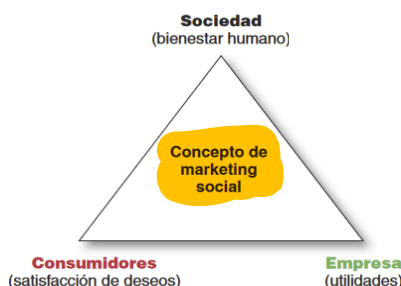 Sociedad
(bienestar humano)
Concepto de
marketing
social
Consumidores
(satisfacción de deseos)
Empresa
(utilidades)